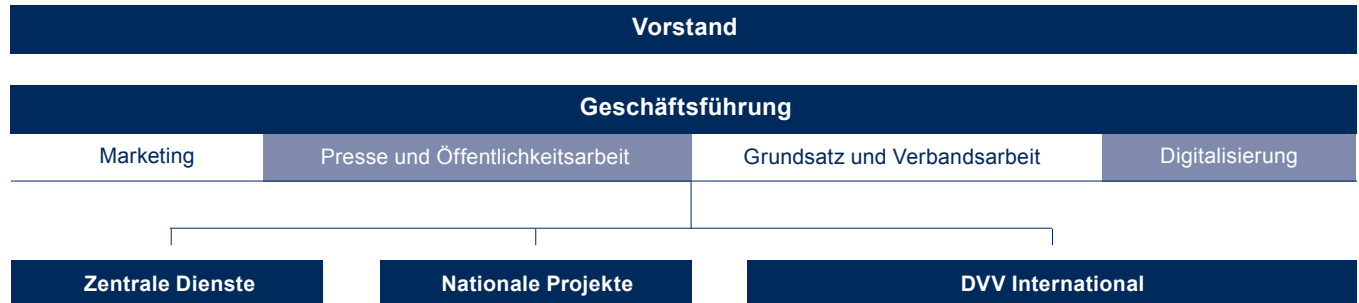 Vorstand
Geschäftsführung
Marketing
Presse und Öffentlichkeitsarbeit
Grundsatz und Verbandsarbeit
Digitalisierung
Zentrale Dienste
Nationale Projekte
DVV International